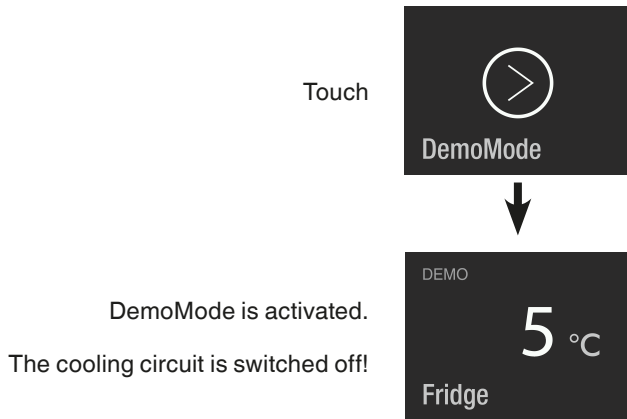 Touch
>
DemoMode
DEMO
5 °C
DemoMode is activated.
The cooling circuit is switched off!
Fridge